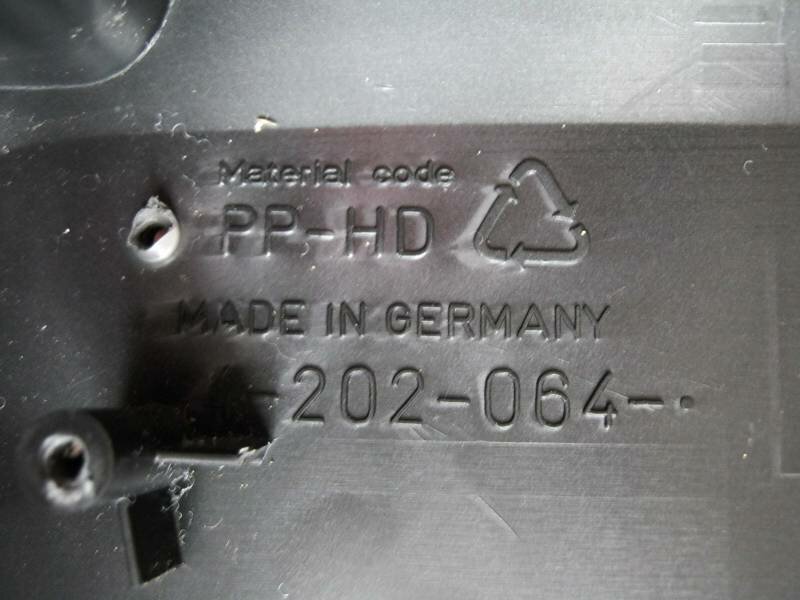 Material code
PP-HD
MADE IN GERMANY
-202-064-.